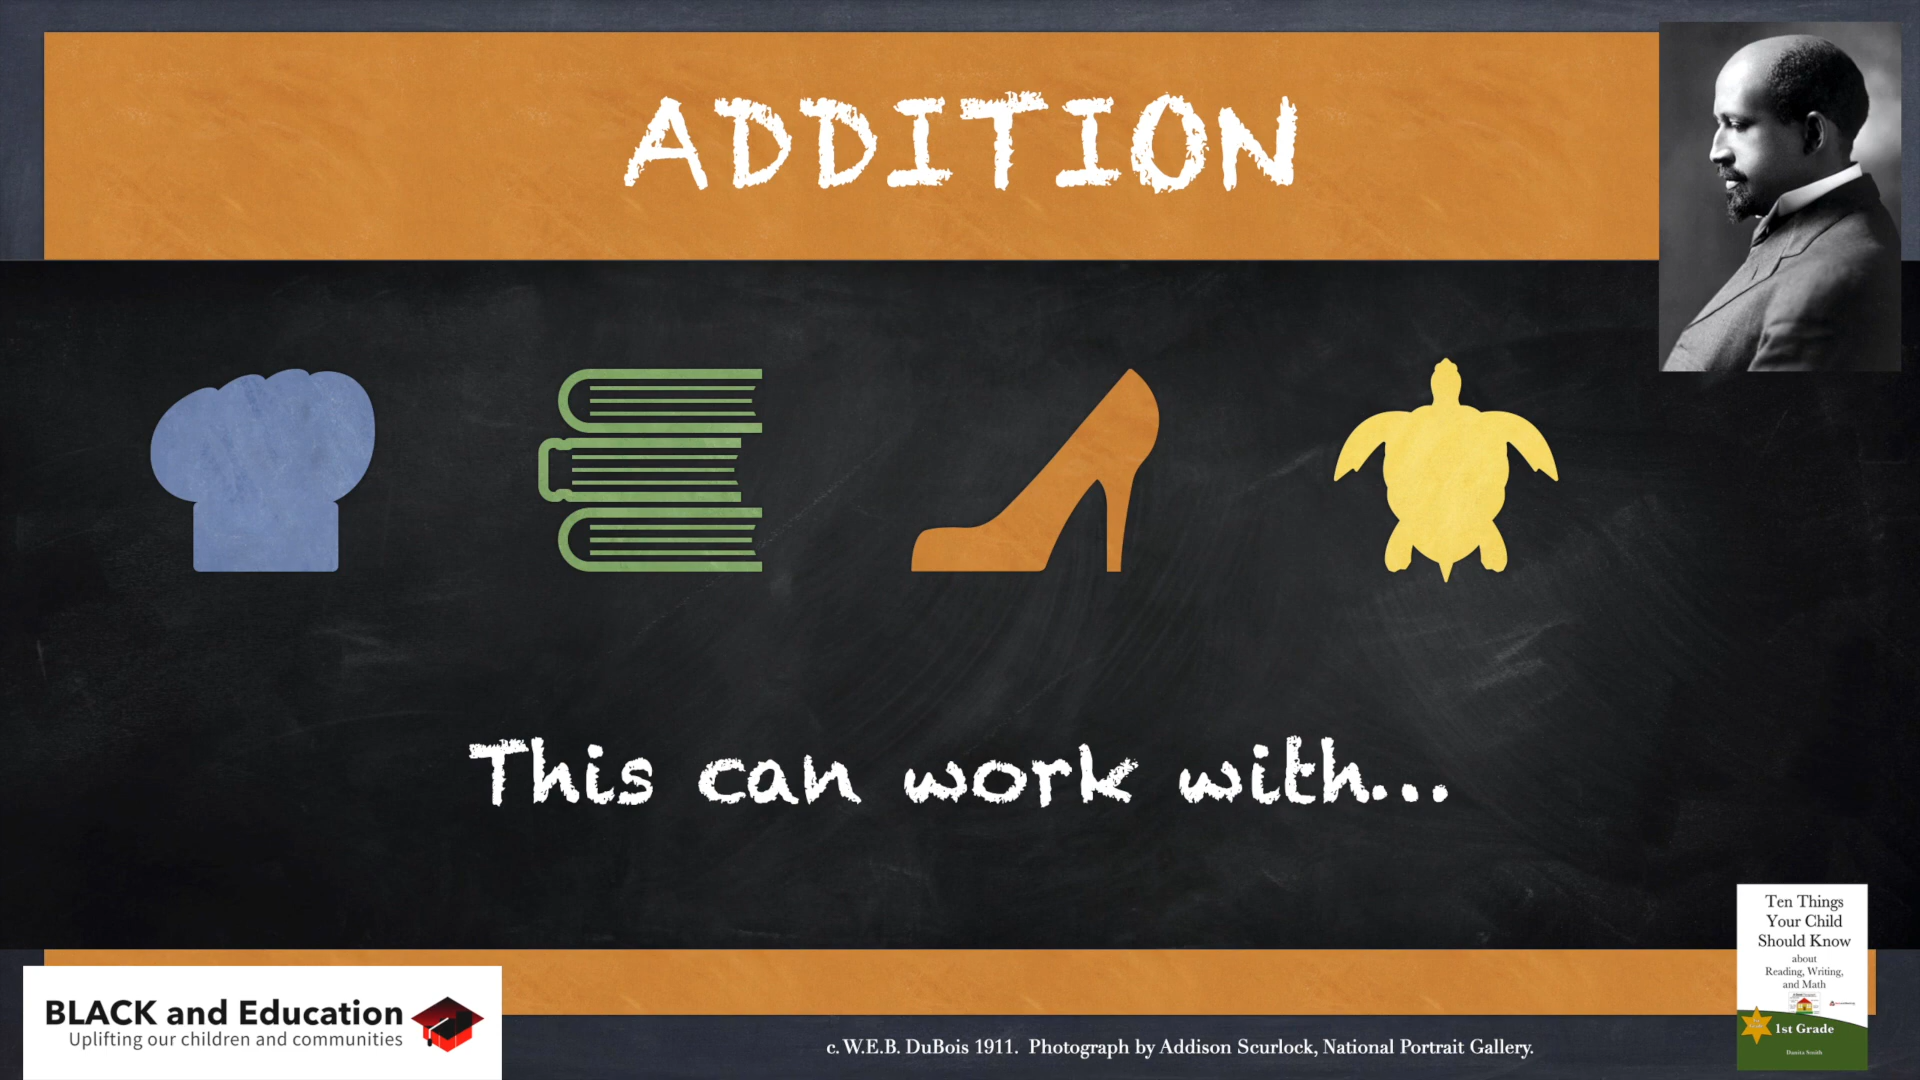 ADDITION
This can work with...
BLACK and Education
Uplifting our children and communities
c. W.E.B. DuBois 1911.  Photograph by Addison Scurlock, National Portrait Gallery.
Ten Things
Your Child
Should Know
about
Reading, Writing,
and Math
1st Grade